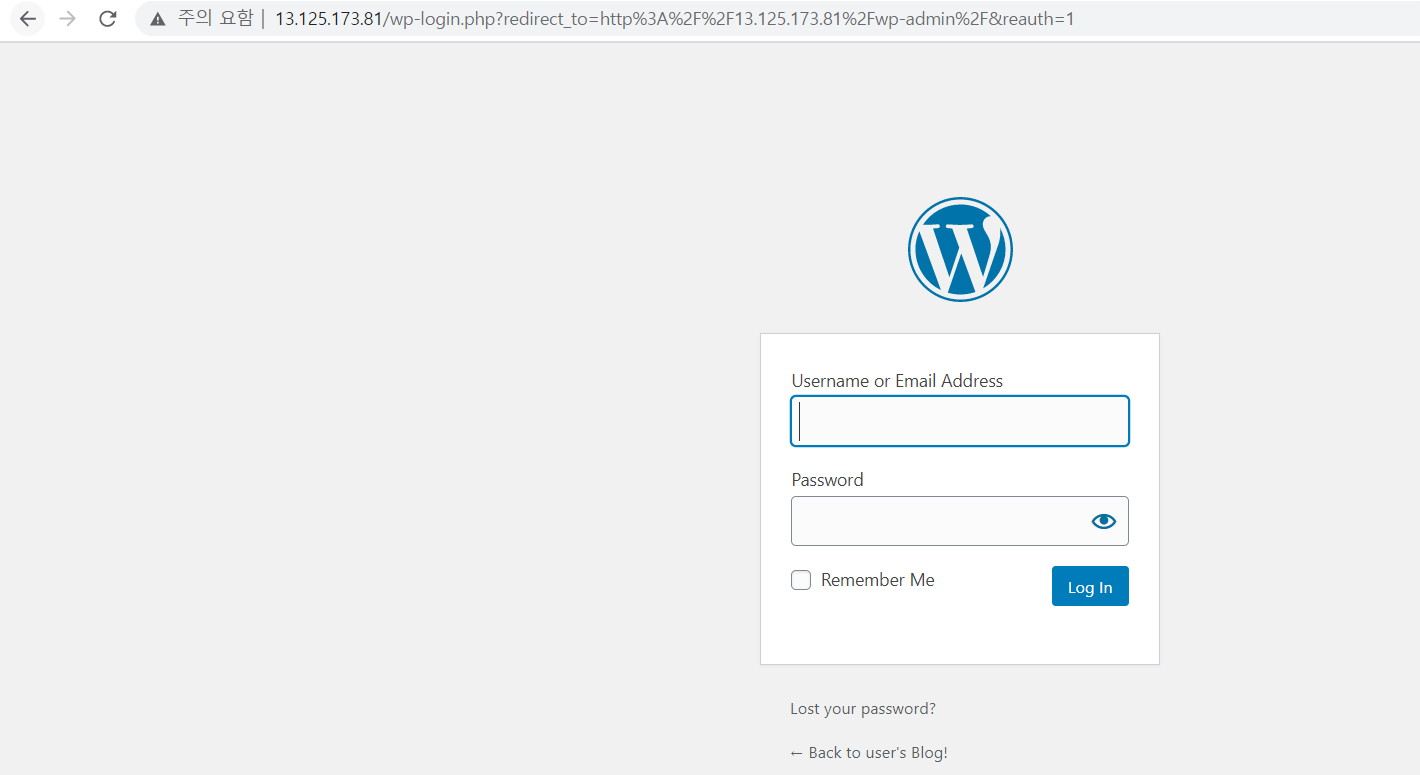 주의 요함 | 13.125.173.81/wp-login.php?redirect_to=http%3A%2F%2F13.125.173.81%2Fwp-admin%2F&reauth=1
Username or Email Address
Password
Remember Me
Log In
Lost your password?
← Back to user's Blog!